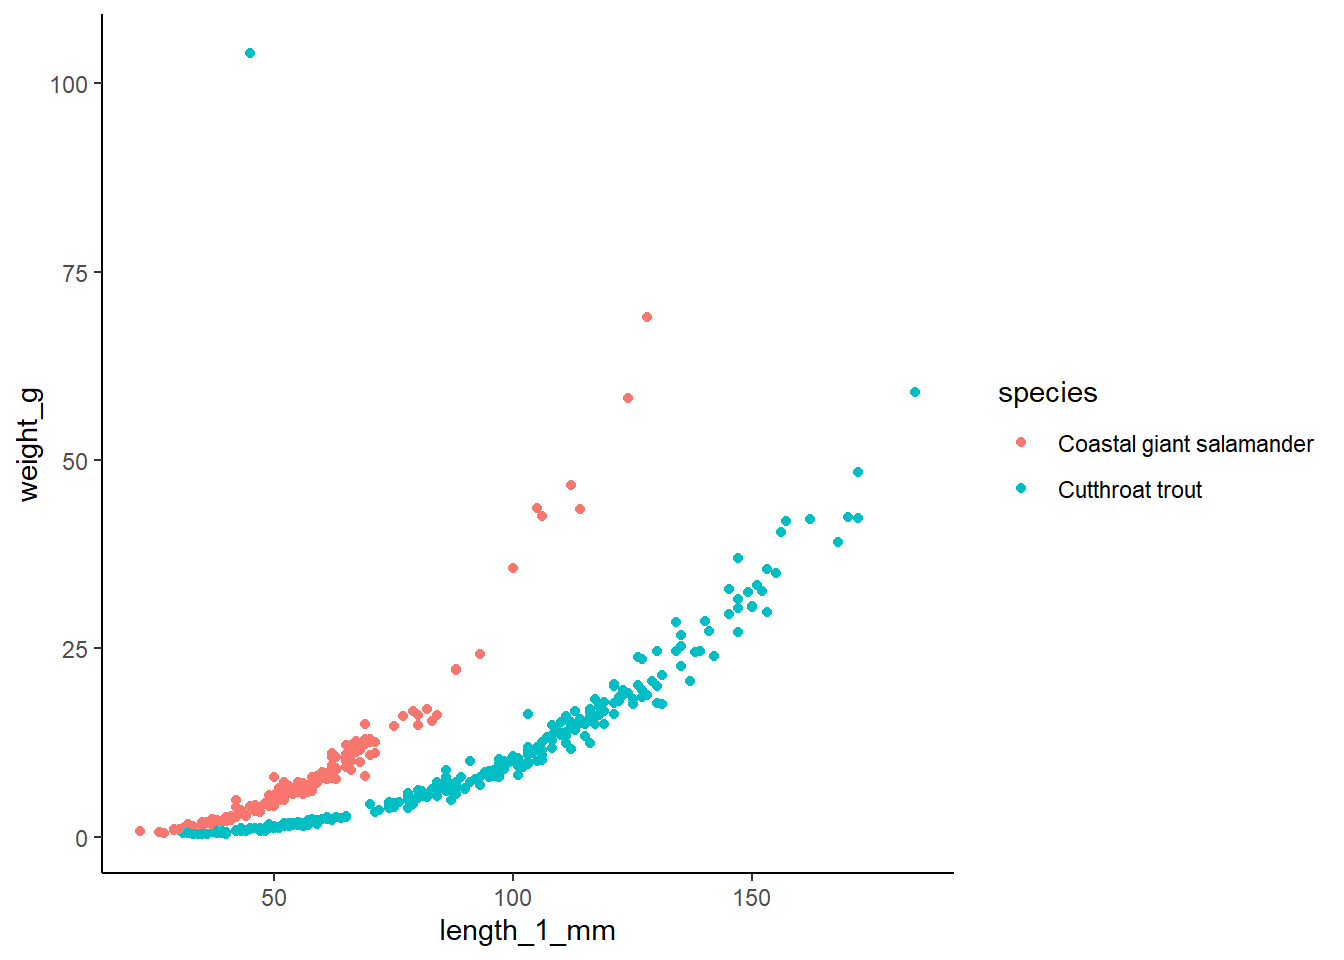 100
75
50
25
0
weight_g
50
100
150
length_1_mm
species
Coastal giant salamander
Cutthroat trout